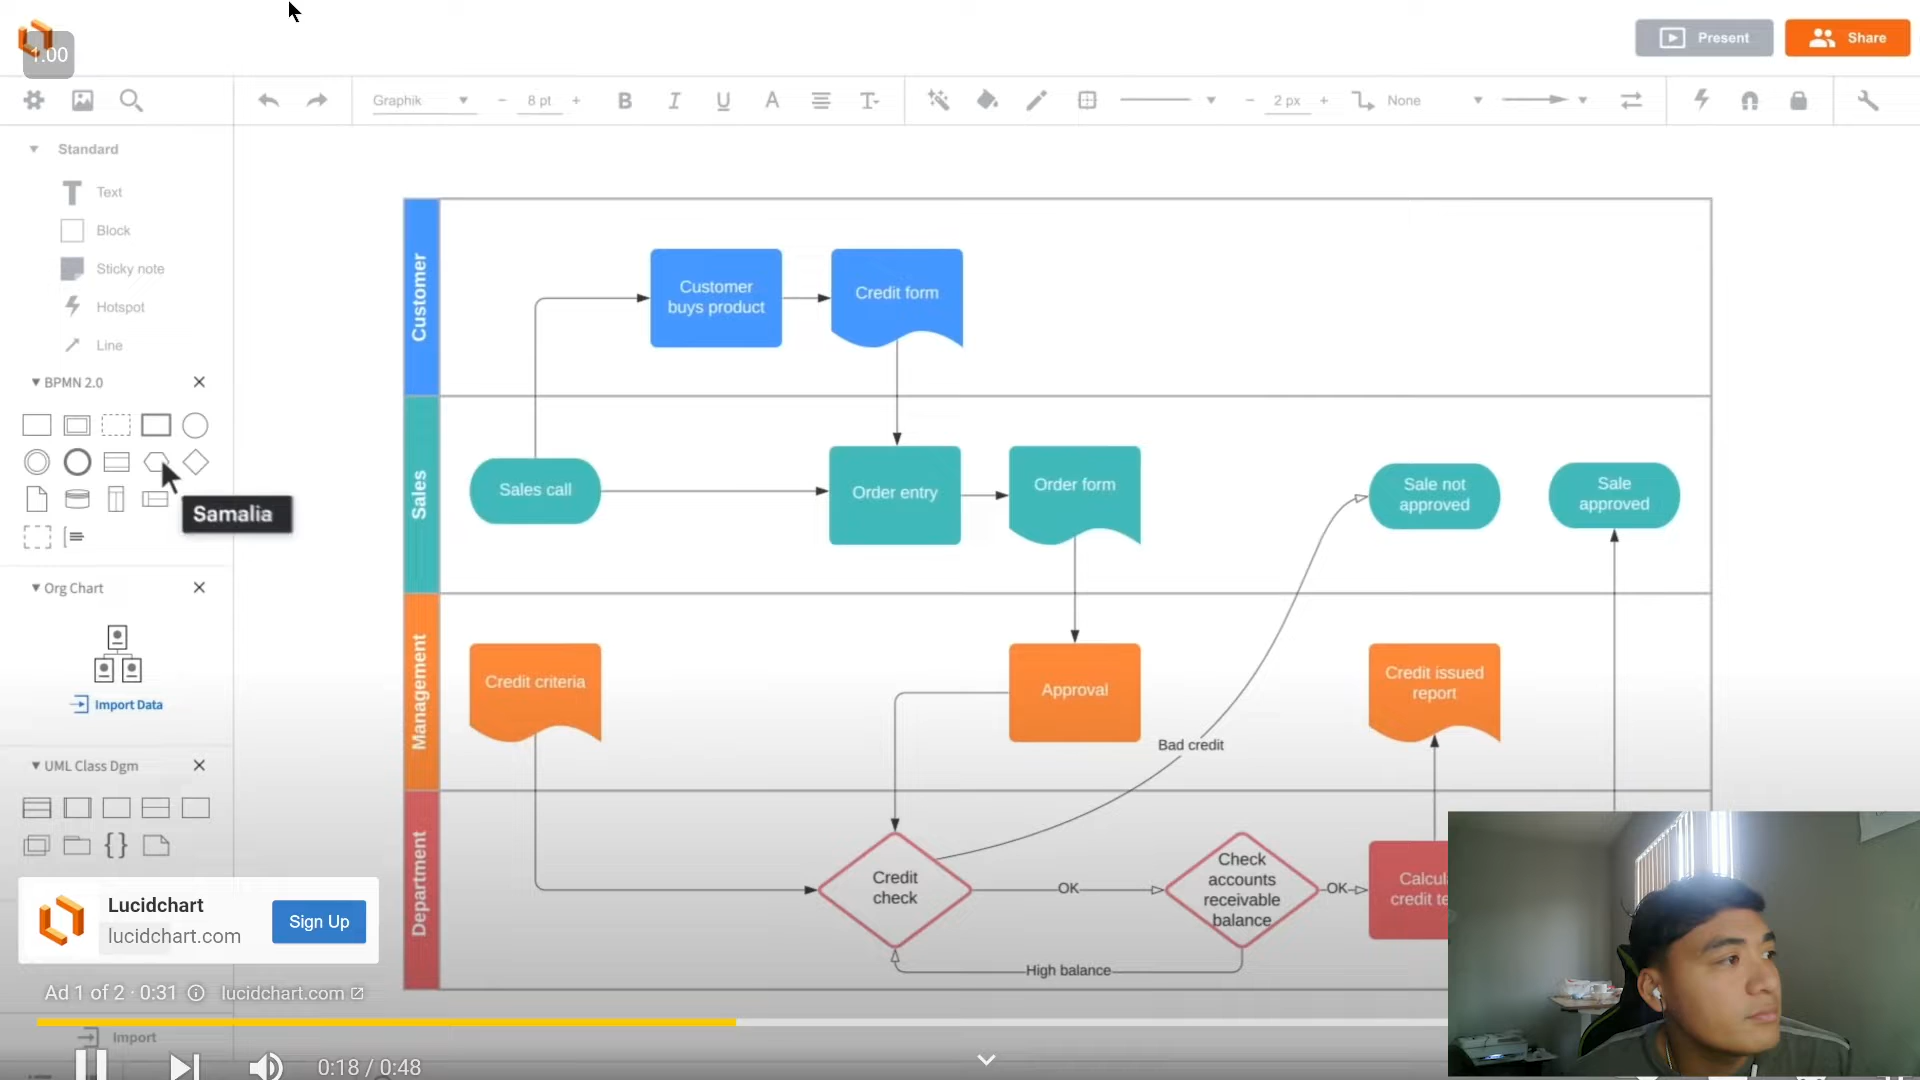 1.00
Present
Share
Graphik
- 8 pt +
B I U A T
- 2 px +
None
Standard
Text
Block
Sticky note
Hotspot
Line
BPMN 2.0
Samalia
Org Chart
Import Data
UML Class Dgm
{}
Customer
Customer
buys product
Credit form
Sales
Sales call
Order entry
Order form
Sale not
approved
Sale
approved
Management
Credit criteria
Approval
Bad credit
Credit issued
report
Department
Credit
check
OK
Check
accounts
receivable
balance
OK
Calcul
credit te
High balance
Lucidchart
lucidchart.com
Sign Up
Ad 1 of 2 · 0:31
lucidchart.com
Import
0:18 / 0:48